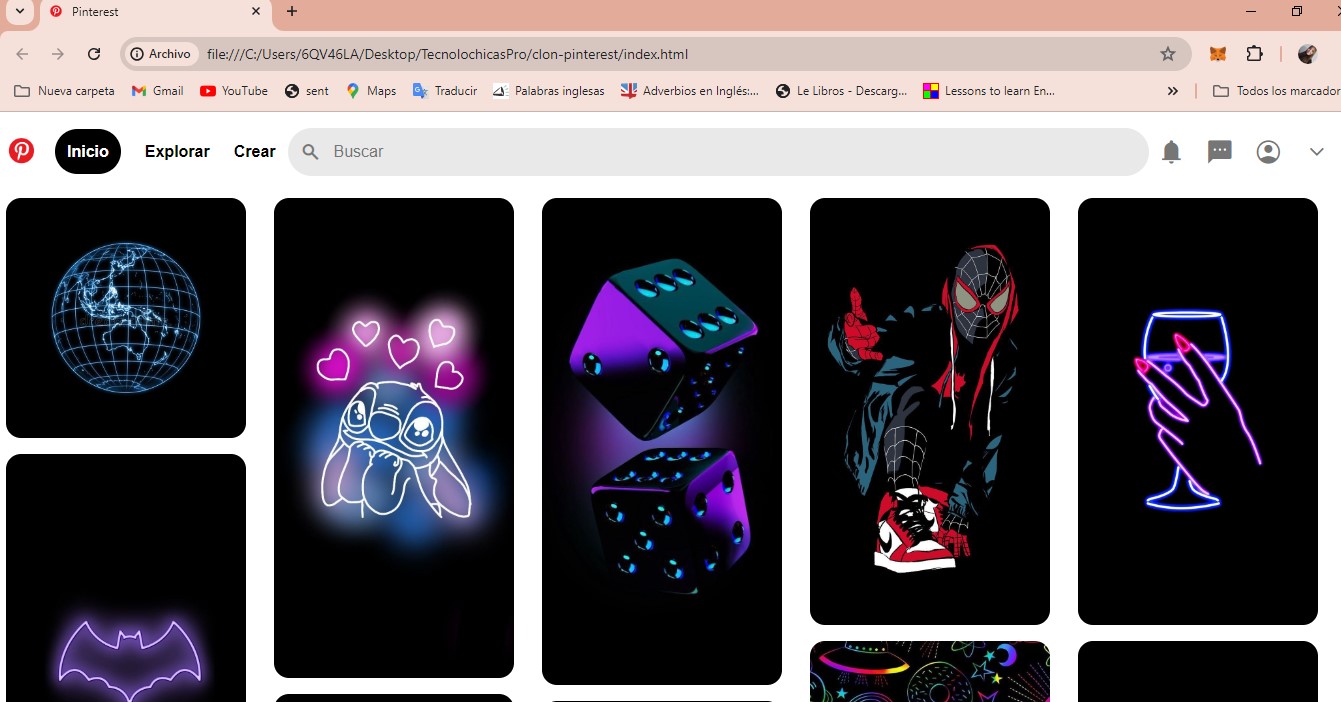 Pinterest
Archivo
file:///C:/Users/6QV46LA/Desktop/TecnolochicasPro/clon-pinterest/index.html
Nueva carpeta
Gmail
YouTube
sent
Maps
Traducir
Palabras inglesas
Adverbios en Inglés:...
Le Libros - Descarg...
Lessons to learn En...
Todos los marcador
Inicio
Explorar
Crear
Buscar